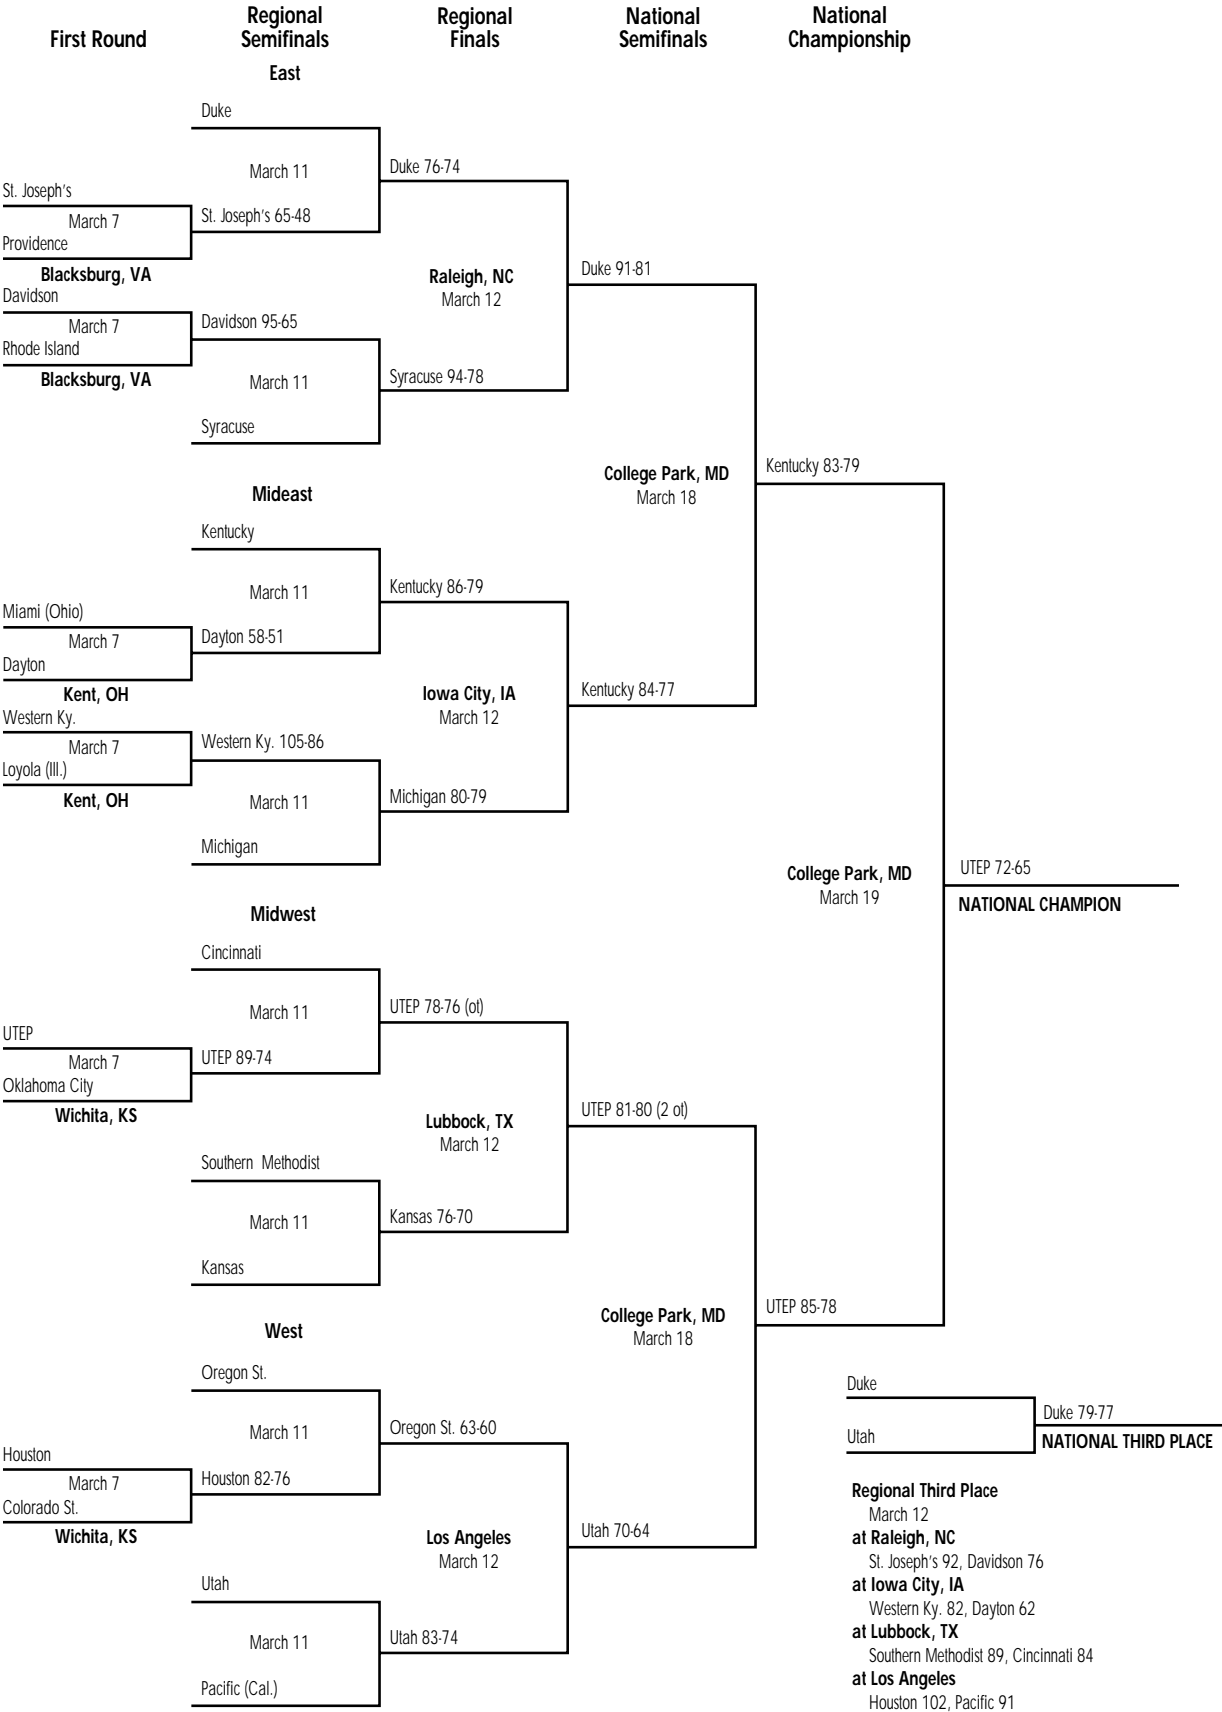 First Round
Regional
Semifinals
Regional
Finals
National
Semifinals
National
Championship
East
Duke
March 11
Duke 76-74
St. Joseph's
March 7
St. Joseph's 65-48
Providence
Blacksburg, VA
Raleigh, NC
March 12
Duke 91-81
Davidson
March 7
Davidson 95-65
Rhode Island
Blacksburg, VA
March 11
Syracuse 94-78
Syracuse
College Park, MD
March 18
Kentucky 83-79
Mideast
Kentucky
March 11
Kentucky 86-79
Miami (Ohio)
March 7
Dayton 58-51
Dayton
Kent, OH
Iowa City, IA
March 12
Kentucky 84-77
Western Ky.
March 7
Western Ky. 105-86
Loyola (Ill.)
Kent, OH
March 11
Michigan 80-79
Michigan
College Park, MD
March 19
UTEP 72-65
NATIONAL CHAMPION
Midwest
Cincinnati
March 11
UTEP 78-76 (ot)
UTEP
March 7
UTEP 89-74
Oklahoma City
Wichita, KS
Lubbock, TX
March 12
UTEP 81-80 (2 ot)
Southern Methodist
March 11
Kansas 76-70
Kansas
College Park, MD
March 18
UTEP 85-78
West
Oregon St.
March 11
Oregon St. 63-60
Houston
March 7
Houston 82-76
Colorado St.
Wichita, KS
Los Angeles
March 12
Utah 70-64
Utah
March 11
Utah 83-74
Pacific (Cal.)
Duke
Duke 79-77
Utah
NATIONAL THIRD PLACE
Regional Third Place
March 12
at Raleigh, NC
St. Joseph's 92, Davidson 76
at Iowa City, IA
Western Ky. 82, Dayton 62
at Lubbock, TX
Southern Methodist 89, Cincinnati 84
at Los Angeles
Houston 102, Pacific 91